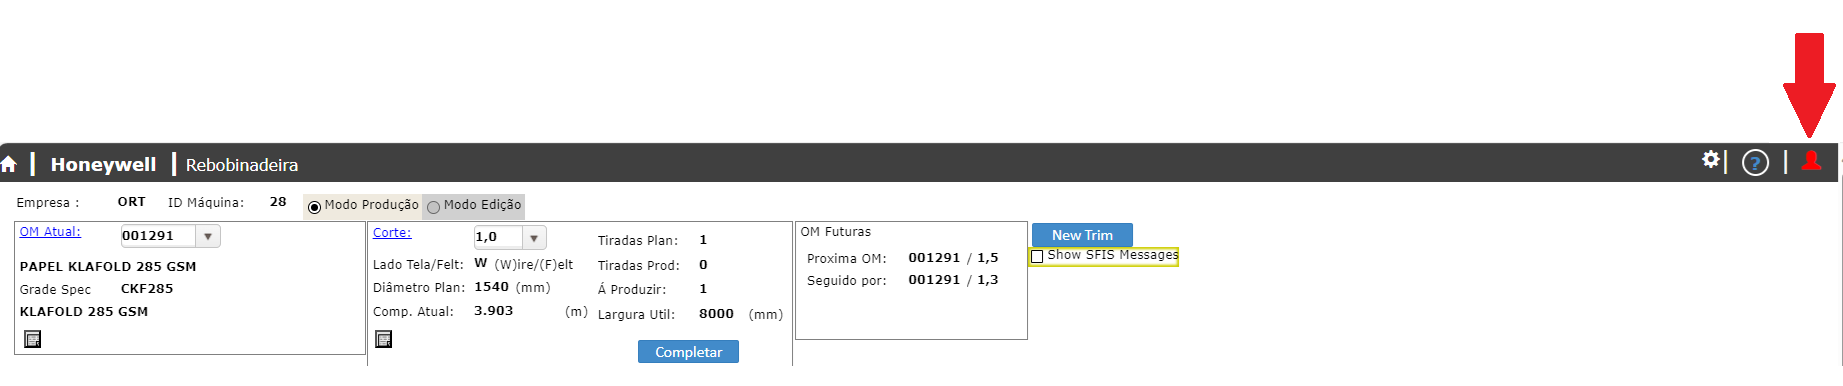 Honeywell Rebobinadeira ?
Empresa : ORT ID Máquina: 28 Modo Produção Modo Edição
OM Atual: 001291
PAPEL KLAFOLD 285 GSM
Grade Spec CKF285
KLAFOLD 285 GSM
Corte: 1,0 Tiradas Plan: 1
Lado Tela/Felt: W (W)ire/(F)elt Tiradas Prod: 0
Diâmetro Plan: 1540 (mm) Á Produzir: 1
Comp. Atual: 3.903 (m) Largura Util: 8000 (mm)
Completar
OM Futuras
Proxima OM: 001291 / 1,5
Seguido por: 001291 / 1,3
New Trim
Show SFIS Messages